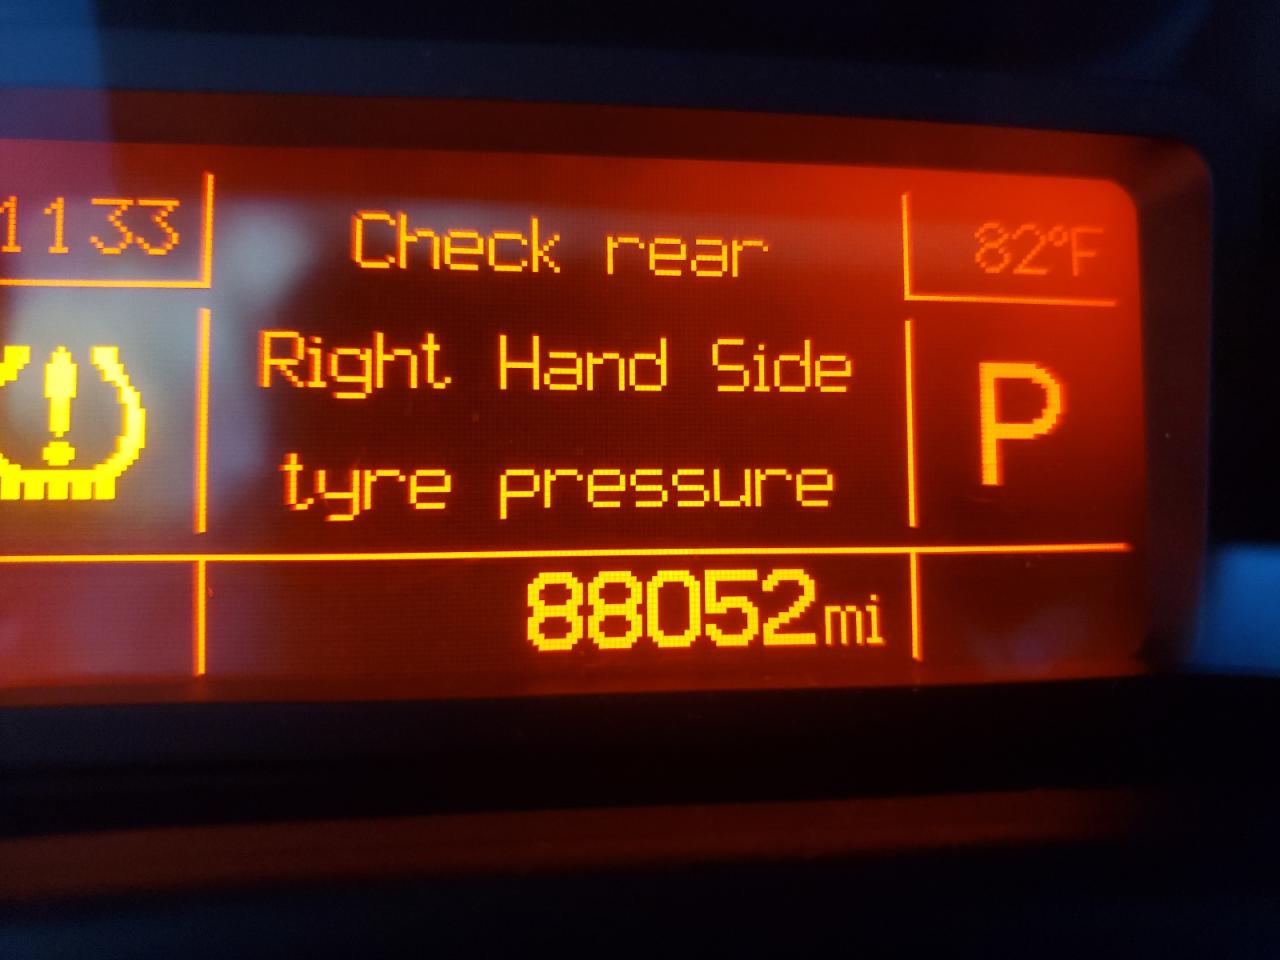 1133
Check rear
82°F
Right Hand Side
P
tyre pressure
88052mi